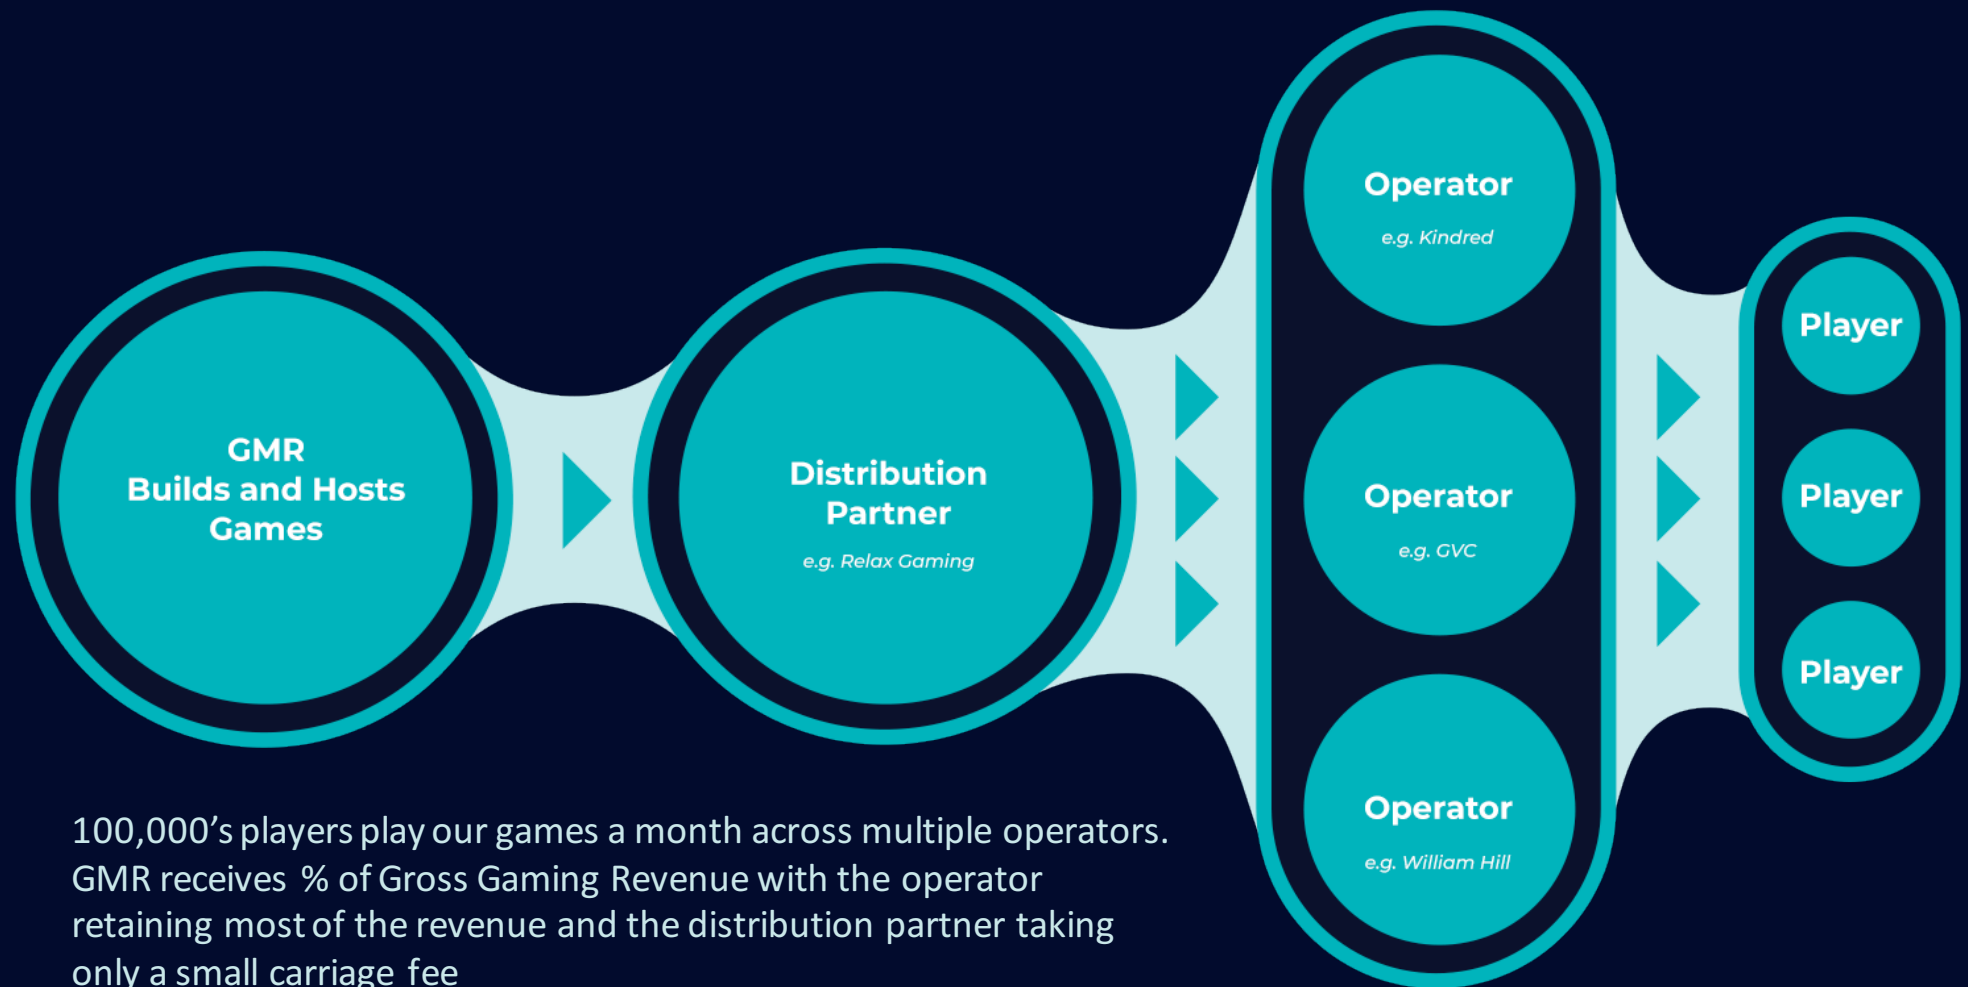 GMR
Builds and Hosts
Games
Distribution
Partner
e.g. Relax Gaming
Operator
e.g. Kindred
Operator
e.g. GVC
Operator
e.g. William Hill
Player
Player
Player
100,000’s players play our games a month across multiple operators.
GMR receives % of Gross Gaming Revenue with the operator
retaining most of the revenue and the distribution partner taking
only a small carriage fee